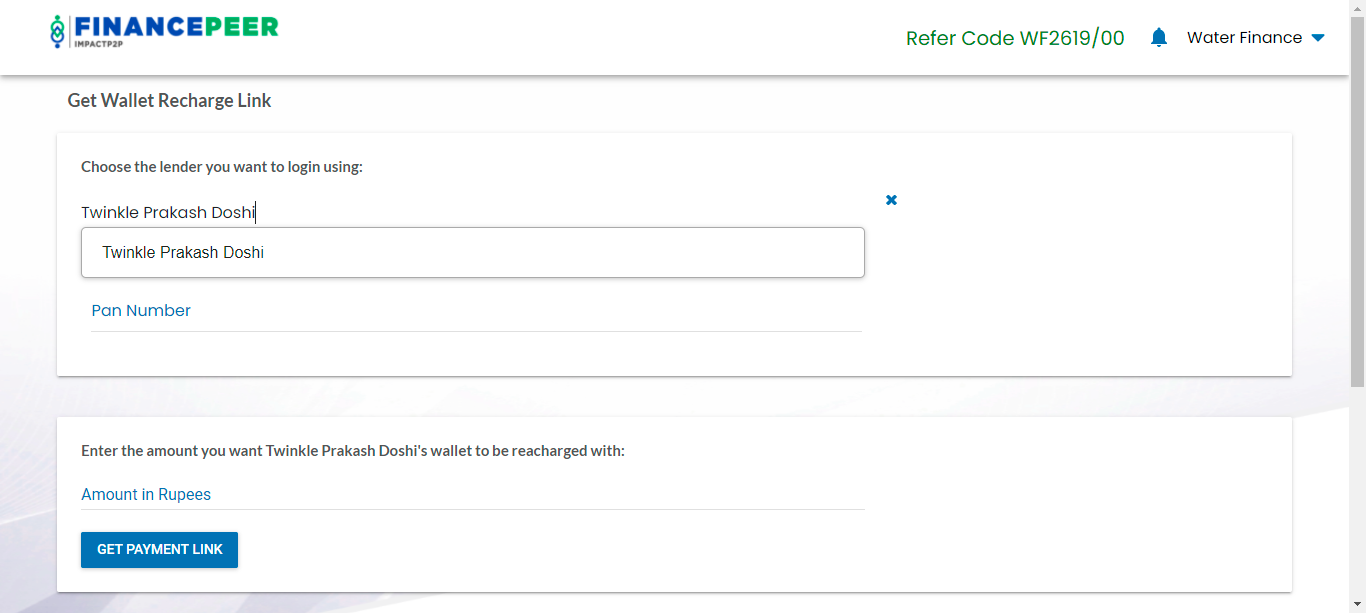 FINANCEPEER
IMPACTP2P
Refer Code WF2619/00
Water Finance
Get Wallet Recharge Link
Choose the lender you want to login using:
Twinkle Prakash Doshi
Twinkle Prakash Doshi
Pan Number
Enter the amount you want Twinkle Prakash Doshi's wallet to be reacharged with:
Amount in Rupees
GET PAYMENT LINK